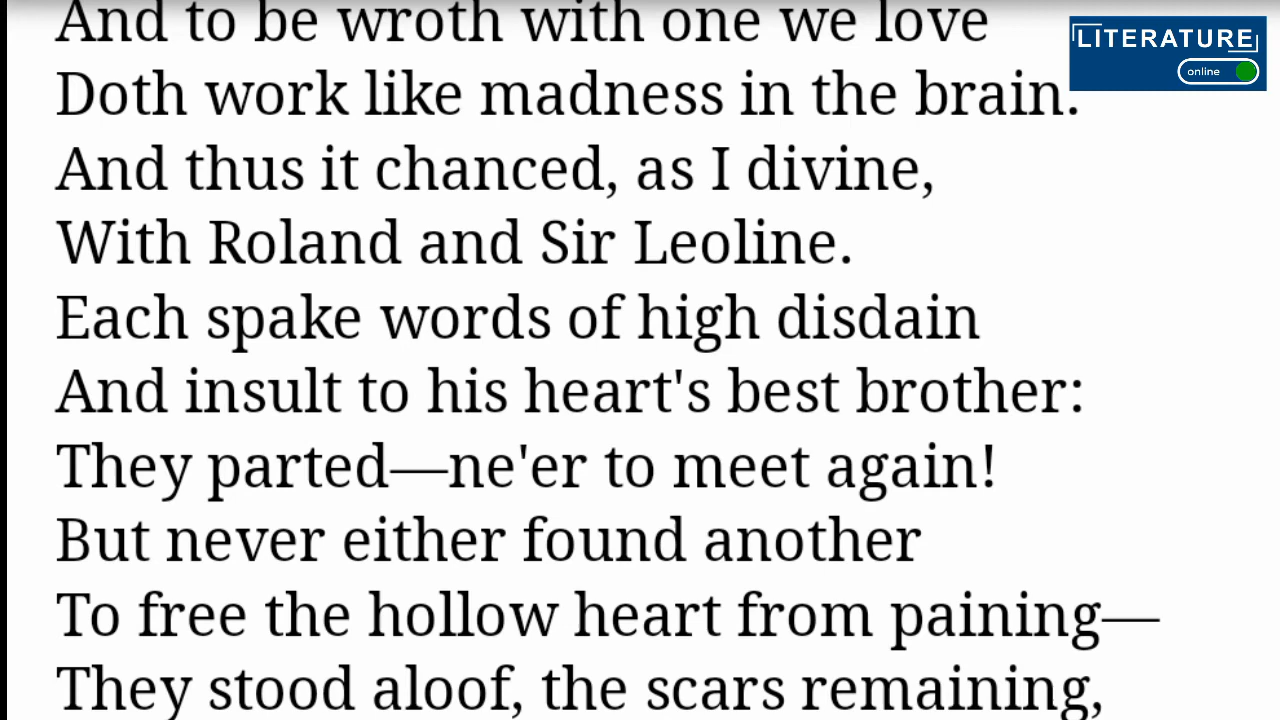 And to be wroth with one we love
LITERATURE
online
Doth work like madness in the brain.
And thus it chanced, as I divine,
With Roland and Sir Leoline.
Each spake words of high disdain
And insult to his heart's best brother:
They parted—ne'er to meet again!
But never either found another
To free the hollow heart from paining—
They stood aloof, the scars remaining,